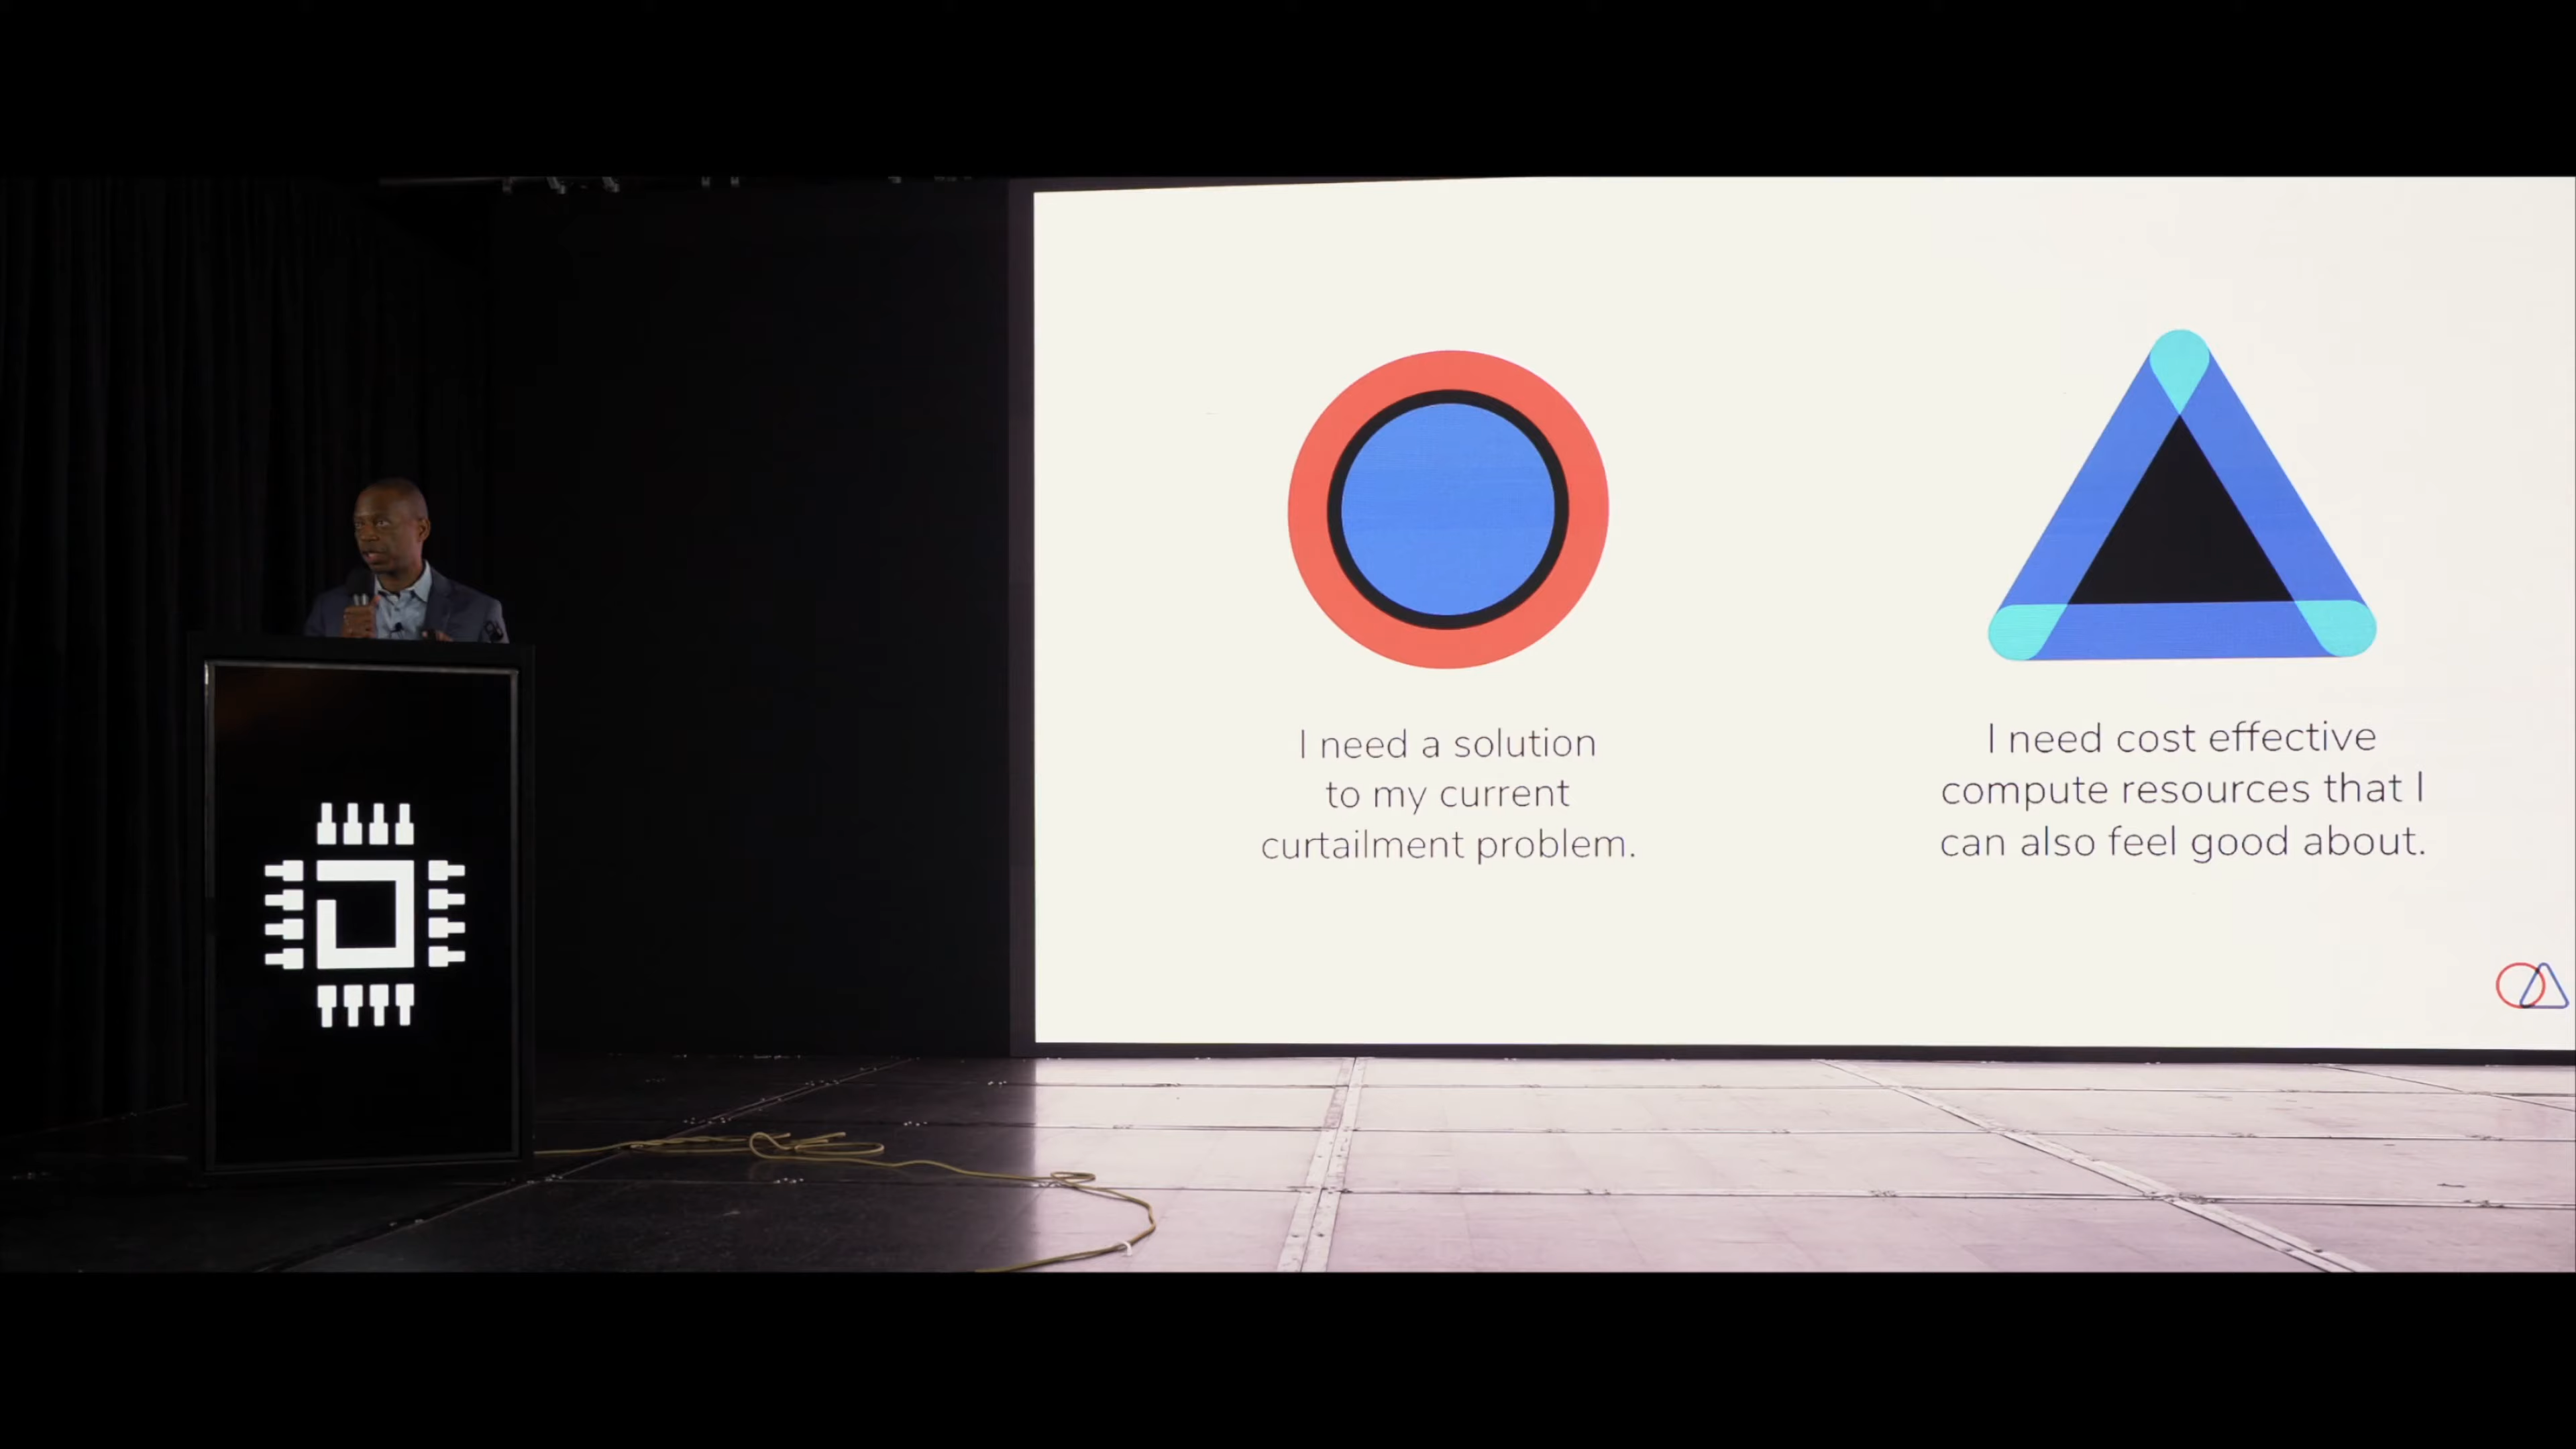 I need a solution
to my current
curtailment problem.
I need cost effective
compute resources that I
can also feel good about.